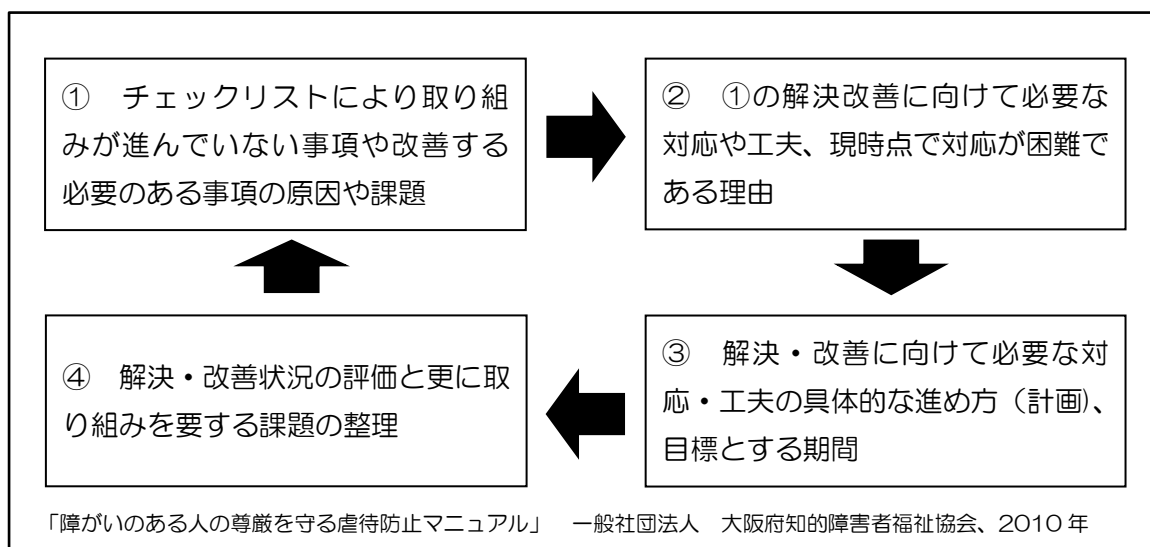 ① チェックリストにより取り組
みが進んでいない事項や改善する
必要のある事項の原因や課題
② ①の解決改善に向けて必要な
対応や工夫、現時点で対応が困難で
ある理由
③ 解決・改善に向けて必要な対
応・工夫の具体的な進め方（計画)、
目標とする期間
④ 解決・改善状況の評価と更に取
り組みを要する課題の整理
「障がいのある人の尊厳を守る虐待防止マニュアル」 一般社団法人 大阪府知的障害者福祉協会、2010 年